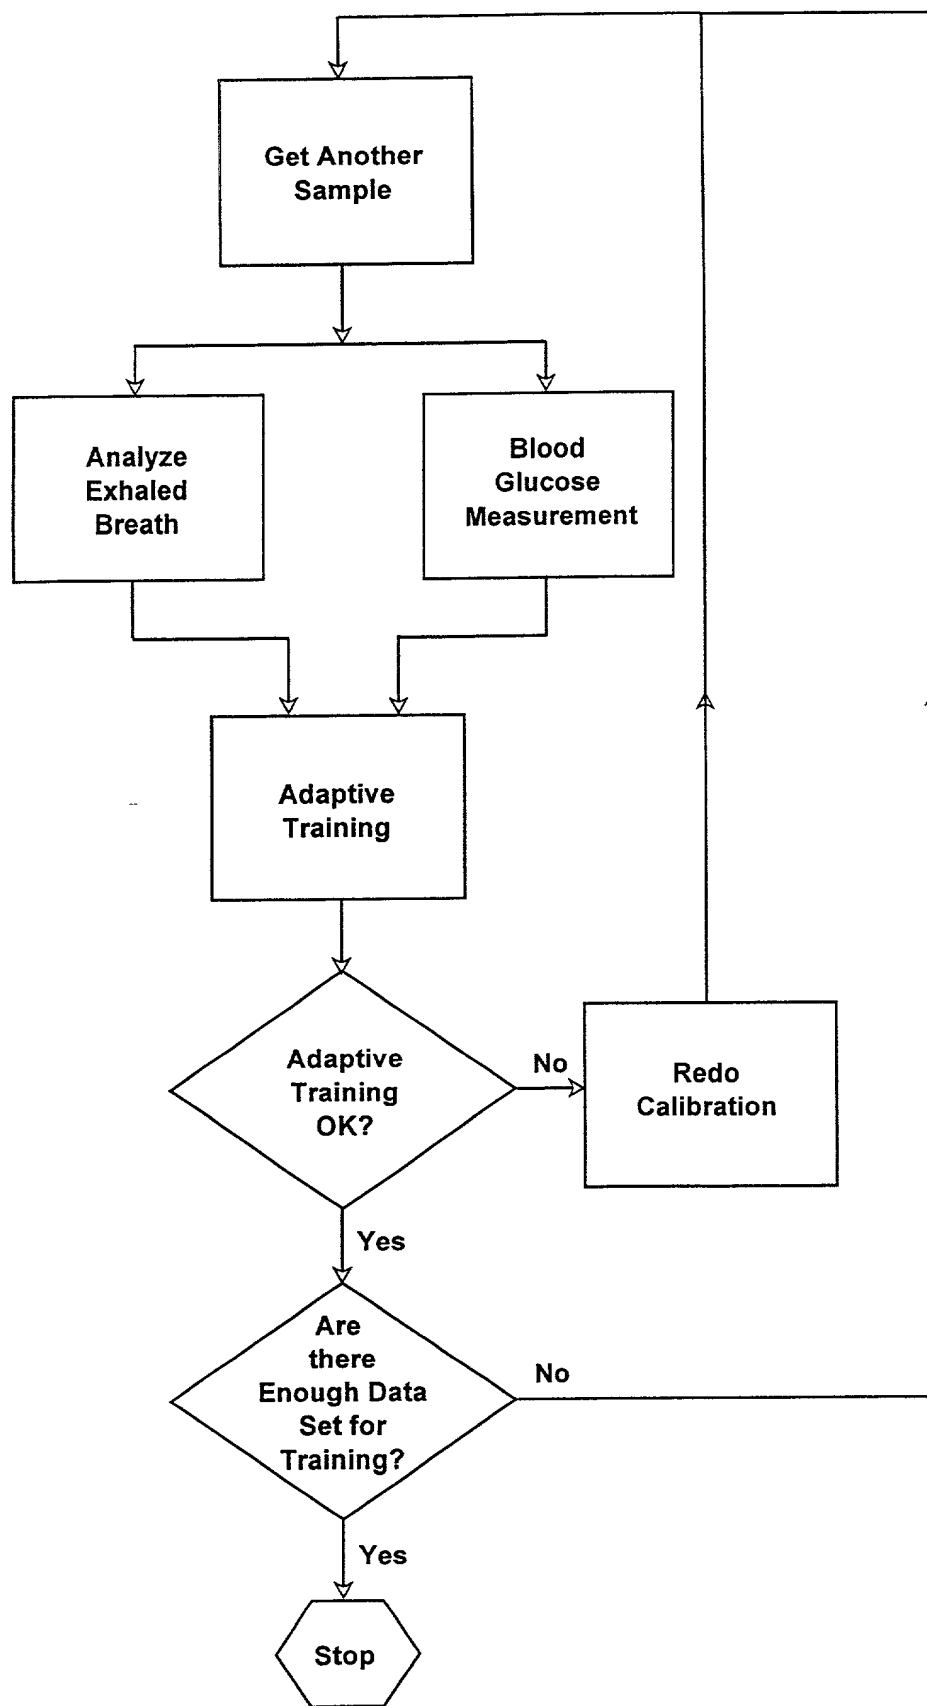 Get Another
Sample
Analyze
Exhaled
Breath
Blood
Glucose
Measurement
Adaptive
Training
Adaptive
Training
OK?
No
Redo
Calibration
Yes
Are
there
Enough Data
Set for
Training?
No
Yes
Stop